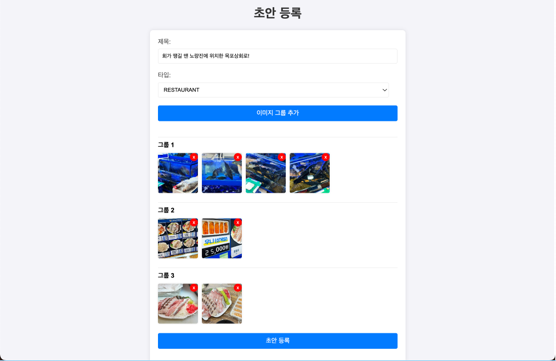 초안 등록
제목:
회가 땡길 땐 노량진에 위치한 목포상회로!
타입:
RESTAURANT
이미지 그룹 추가
그룹 1
그룹 2
그룹 3
초안 등록